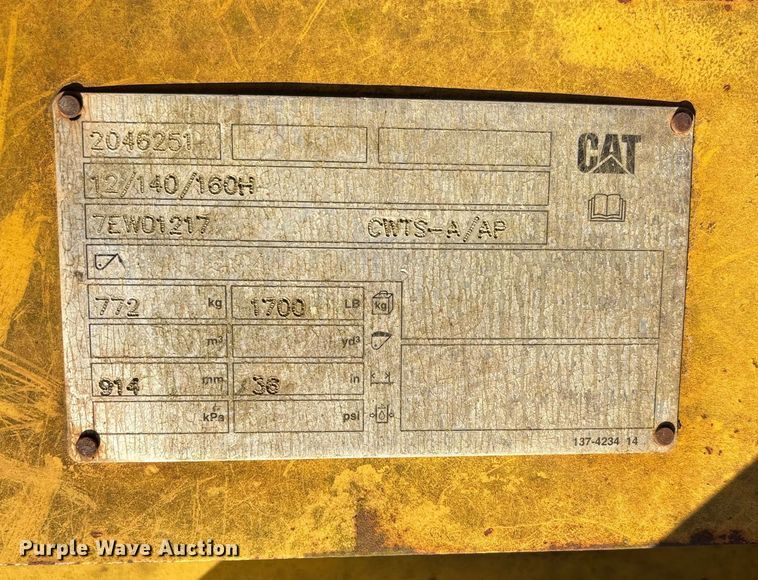 2046251
CAT
12/140/160H
7EW01217 CWTS-A/AP
772 kg 1700 LB kg
m³ yd³
914 mm 36 in
kPa psi
137-4234 14
Purple Wave Auction